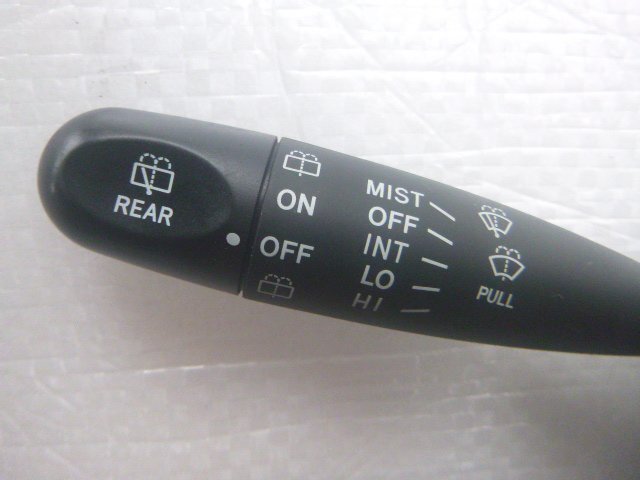 REAR
ON
OFF
MIST
OFF
INT
LO
HI
PULL